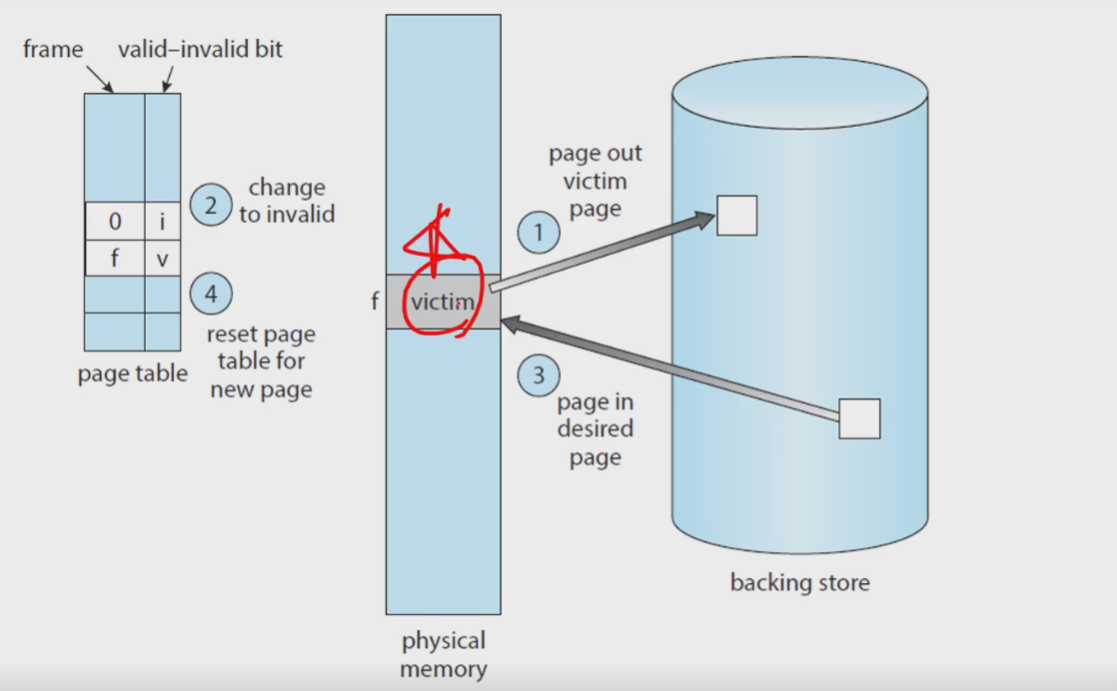 frame
valid–invalid bit
0 i
f v
2
change
to invalid
4
reset page
table for
new page
page table
f
victim
physical
memory
1
page out
victim
page
3
page in
desired
page
backing store